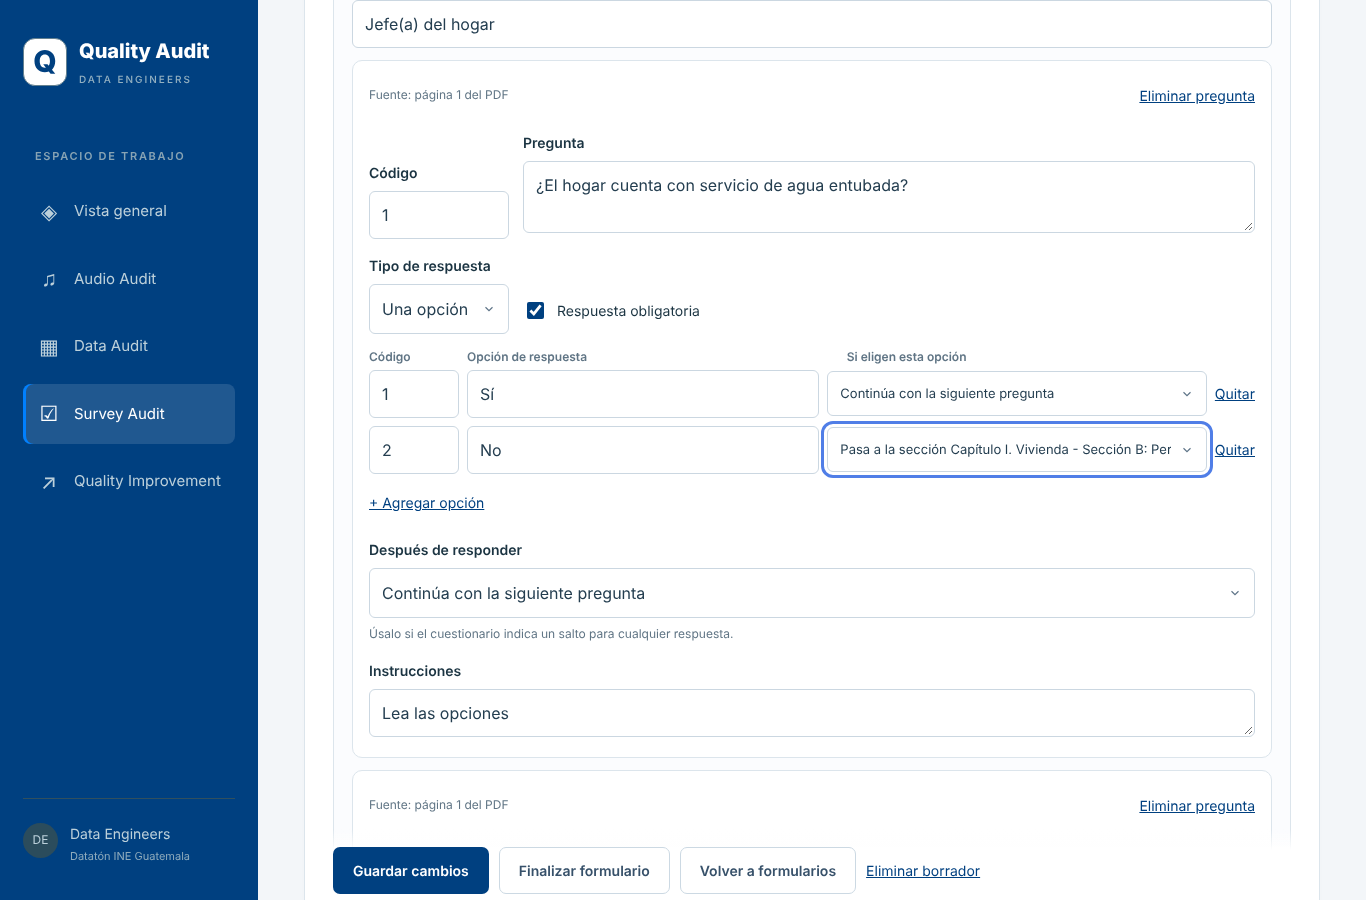 Q
Quality Audit
DATA ENGINEERS
ESPACIO DE TRABAJO
Vista general
Audio Audit
Data Audit
Survey Audit
Quality Improvement
DE
Data Engineers
Datatón INE Guatemala
Jefe(a) del hogar
Fuente: página 1 del PDF
Eliminar pregunta
Código
Pregunta
1
¿El hogar cuenta con servicio de agua entubada?
Tipo de respuesta
Una opción
Respuesta obligatoria
Código
Opción de respuesta
Si eligen esta opción
1
Sí
Continúa con la siguiente pregunta
Quitar
2
No
Pasa a la sección Capítulo I. Vivienda - Sección B: Per
Quitar
+ Agregar opción
Después de responder
Continúa con la siguiente pregunta
Úsalo si el cuestionario indica un salto para cualquier respuesta.
Instrucciones
Lea las opciones
Fuente: página 1 del PDF
Eliminar pregunta
Guardar cambios
Finalizar formulario
Volver a formularios
Eliminar borrador